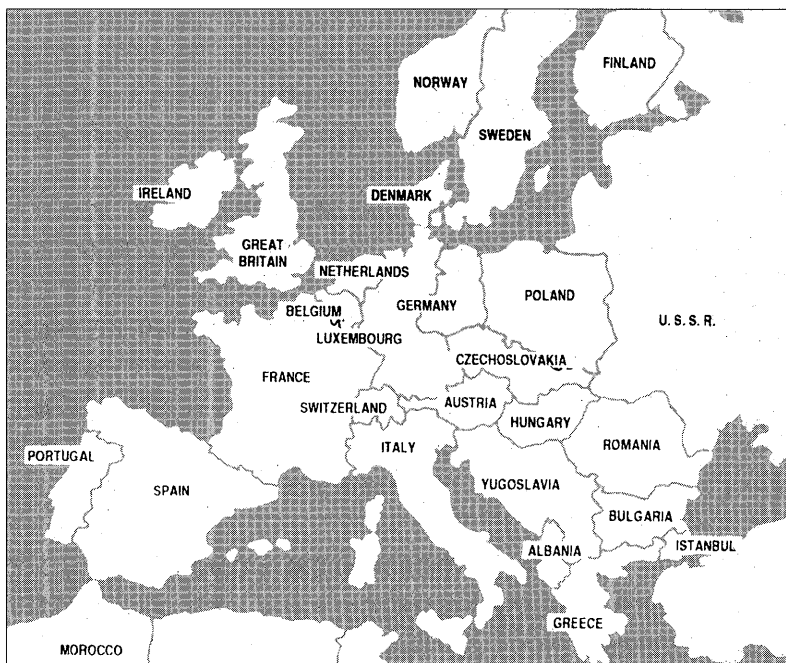 NORWAY
FINLAND
SWEDEN
IRELAND
DENMARK
GREAT
BRITAIN
NETHERLANDS
GERMANY
POLAND
BELGIUM
LUXEMBOURG
U. S. S. R.
CZECHOSLOVAKIA
FRANCE
SWITZERLAND
AUSTRIA
HUNGARY
ITALY
ROMANIA
PORTUGAL
SPAIN
YUGOSLAVIA
BULGARIA
ALBANIA
ISTANBUL
GREECE
MOROCCO